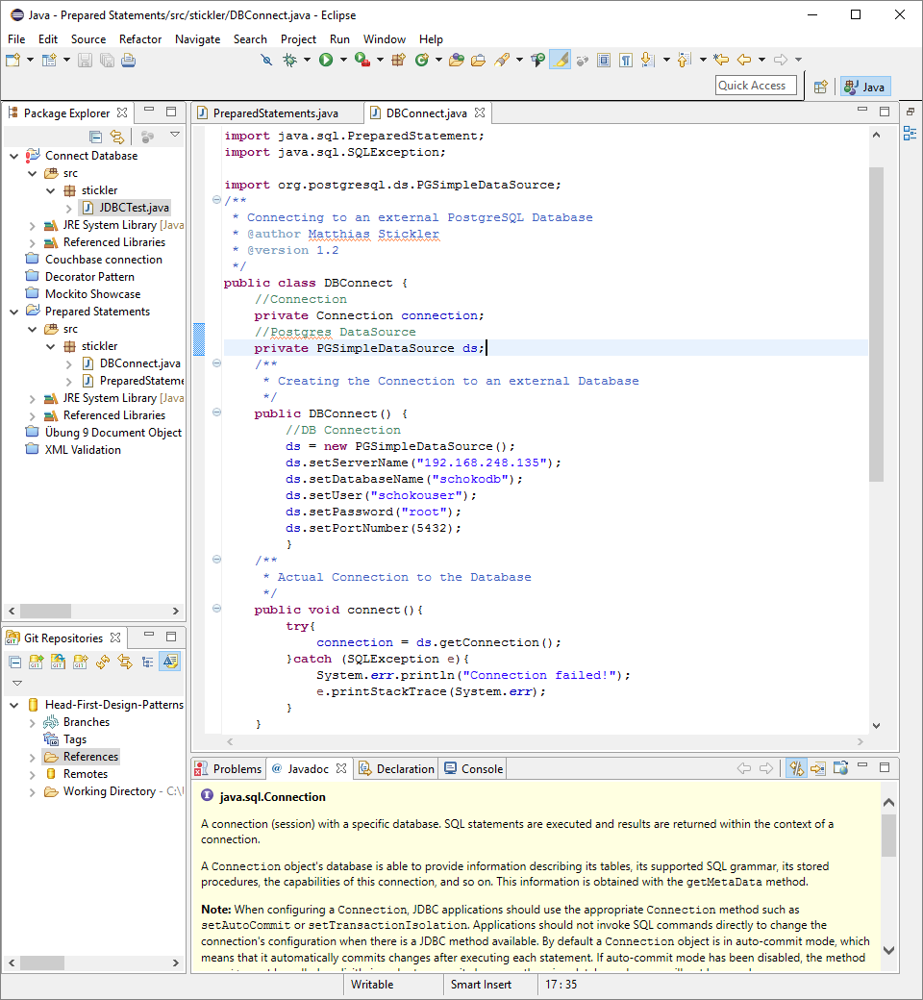 Java - Prepared Statements/src/stickler/DBConnect.java - Eclipse
File Edit Source Refactor Navigate Search Project Run Window Help
Quick Access
Java
Package Explorer
Connect Database
src
stickler
JDBCTest.java
JRE System Library [Java
Referenced Libraries
Couchbase connection
Decorator Pattern
Mockito Showcase
Prepared Statements
src
stickler
DBConnect.java
PreparedStateme
JRE System Library [Java
Referenced Libraries
Übung 9 Document Object
XML Validation
Git Repositories
Head-First-Design-Patterns
Branches
Tags
References
Remotes
Working Directory - C:\U
PreparedStatements.java
DBConnect.java
import java.sql.PreparedStatement;
import java.sql.SQLException;
import org.postgresql.ds.PGSimpleDataSource;
/**
* Connecting to an external PostgreSQL Database
* @author Matthias Stickler
* @version 1.2
*/
public class DBConnect {
//Connection
private Connection connection;
//Postgres DataSource
private PGSimpleDataSource ds;
/**
* Creating the Connection to an external Database
*/
public DBConnect() {
//DB Connection
ds = new PGSimpleDataSource();
ds.setServerName("192.168.248.135");
ds.setDatabaseName("schokodb");
ds.setUser("schokouser");
ds.setPassword("root");
ds.setPortNumber(5432);
}
/**
* Actual Connection to the Database
*/
public void connect(){
try{
connection = ds.getConnection();
}catch (SQLException e){
System.err.println("Connection failed!");
e.printStackTrace(System.err);
}
}
Problems
@ Javadoc
Declaration
Console
java.sql.Connection
A connection (session) with a specific database. SQL statements are executed and results are returned within the context of a
connection.
A Connection object's database is able to provide information describing its tables, its supported SQL grammar, its stored
procedures, the capabilities of this connection, and so on. This information is obtained with the getMetaData method.
Note: When configuring a Connection, JDBC applications should use the appropriate Connection method such as
setAutoCommit or setTransactionIsolation. Applications should not invoke SQL commands directly to change the
connection's configuration when there is a JDBC method available. By default a Connection object is in auto-commit mode, which
means that it automatically commits changes after executing each statement. If auto-commit mode has been disabled, the method
Writable
Smart Insert
17 : 35